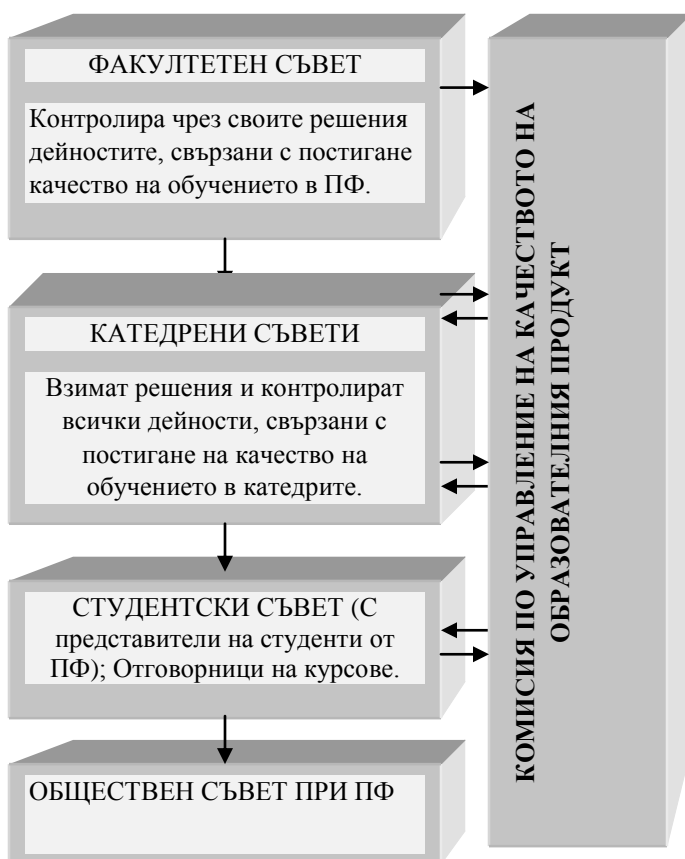 ФАКУЛТЕТЕН СЪВЕТ
Контролира чрез своите решения
дейностите, свързани с постигане
качество на обучението в ПФ.
КАТЕДРЕНИ СЪВЕТИ
Взимат решения и контролират
всички дейности, свързани с
постигане на качество на
обучението в катедрите.
СТУДЕНТСКИ СЪВЕТ (С
представители на студенти от
ПФ); Отговорници на курсове.
ОБЩЕСТВЕН СЪВЕТ ПРИ ПФ
КОМИСИЯ ПО УПРАВЛЕНИЕ НА КАЧЕСТВОТО НА
ОБРАЗОВАТЕЛНИЯ ПРОДУКТ